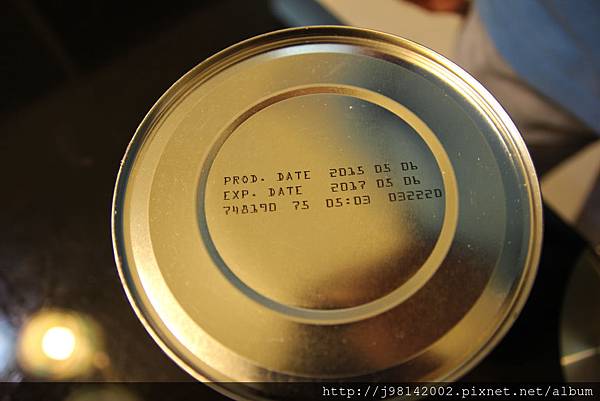 PROD. DATE 2015 05 06
EXP. DATE 2017 05 06
748190 75 05:03 03222D
http://j98142002.pixnet.net/album